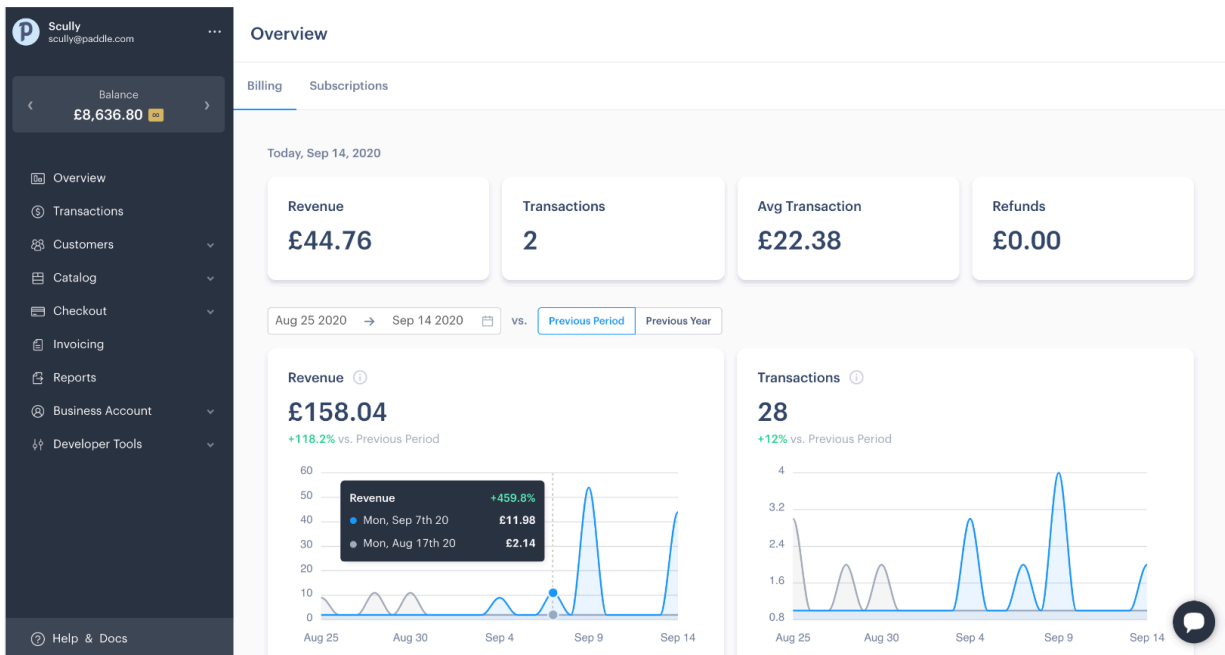 Scully
scully@paddle.com
Balance
£8,636.80
Overview
Transactions
Customers
Catalog
Checkout
Invoicing
Reports
Business Account
Developer Tools
Help & Docs
Overview
Billing Subscriptions
Today, Sep 14, 2020
Revenue
£44.76
Transactions
2
Avg Transaction
£22.38
Refunds
£0.00
Aug 25 2020 → Sep 14 2020 vs. Previous Period Previous Year
Revenue
£158.04
+118.2% vs. Previous Period
60
50
40
30
20
10
0
Revenue +459.8%
Mon, Sep 7th 20 £11.98
Mon, Aug 17th 20 £2.14
Aug 25 Aug 30 Sep 4 Sep 9 Sep 14
Transactions
28
+12% vs. Previous Period
4
3.2
2.4
1.6
0.8
Aug 25 Aug 30 Sep 4 Sep 9 Sep 14